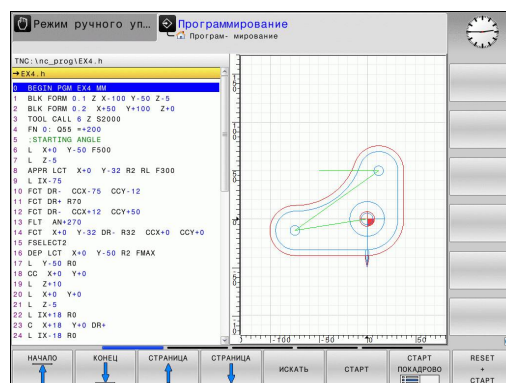 Режим ручного уп…
Программирование
Програм- мирование
TNC:\nc_prog\EX4.h
→EX4.h
0 BEGIN PGM EX4 MM
1 BLK FORM 0.1 Z X-100 Y-50 Z-5
2 BLK FORM 0.2 X+50 Y+100 Z+0
3 TOOL CALL 6 Z S2000
4 FN 0: Q55 =+200
5 ;STARTING ANGLE
6 L X+0 Y-50 F500
7 L Z-5
8 APPR LCT X+0 Y-32 R2 RL F300
9 L IX-75
10 FCT DR- CCX-75 CCY-12
11 FCT DR+ R70
12 FCT DR- CCX+12 CCY+50
13 FLT AN+270
14 FCT X+0 Y-32 DR- R32 CCX+0 CCY+0
15 FSELECT2
16 DEP LCT X+0 Y-50 R2 FMAX
17 L Y-50 R0
18 CC X+0 Y+0
19 L Z+10
20 L X+0 Y+0
21 L Z-5
22 L IX+18 R0
23 C X+18 Y+0 DR+
24 L IX-18 R0
-100
-50
0
50
НАЧАЛО
КОНЕЦ
СТРАНИЦА
СТРАНИЦА
ИСКАТЬ
СТАРТ
СТАРТ
ПОКАДРОВО
RESET
+
СТАРТ